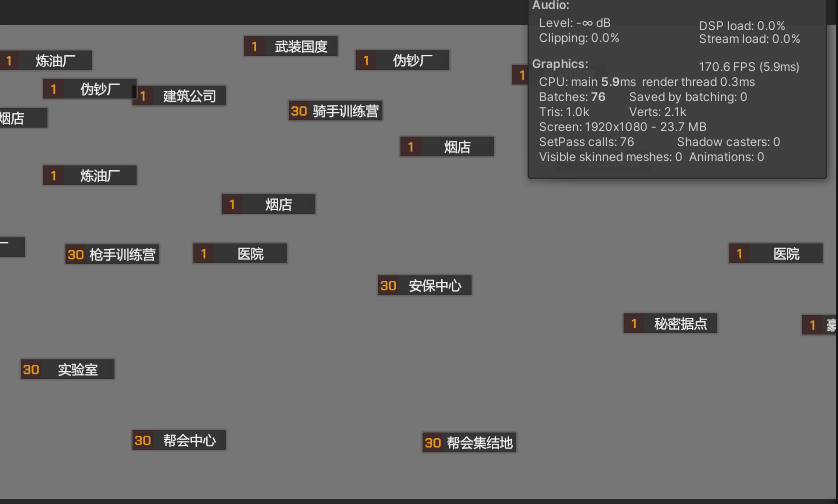 Audio:
Level: -∞ dB
DSP load: 0.0%
Clipping: 0.0%
Stream load: 0.0%
Graphics:
170.6 FPS (5.9ms)
CPU: main 5.9ms render thread 0.3ms
Batches: 76 Saved by batching: 0
Tris: 1.0k Verts: 2.1k
Screen: 1920x1080 - 23.7 MB
SetPass calls: 76 Shadow casters: 0
Visible skinned meshes: 0 Animations: 0
1 武装国度
1 炼油厂
1 伪钞厂
1
1 伪钞厂
1 建筑公司
30 骑手训练营
烟店
1 烟店
1 炼油厂
1 烟店
30 枪手训练营
1 医院
1 医院
30 安保中心
1 秘密据点
1
30 实验室
30 帮会中心
30 帮会集结地